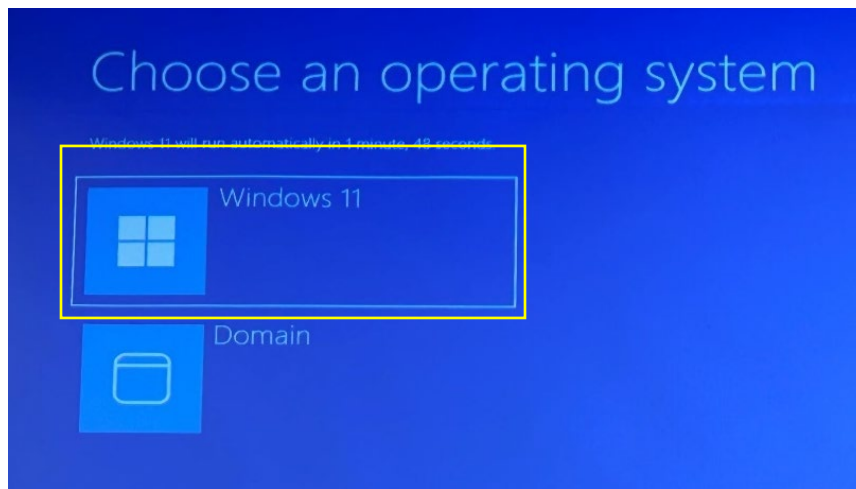 Choose an operating system
Windows 11 will run automatically in 1 minute, 48 seconds
Windows 11
Domain